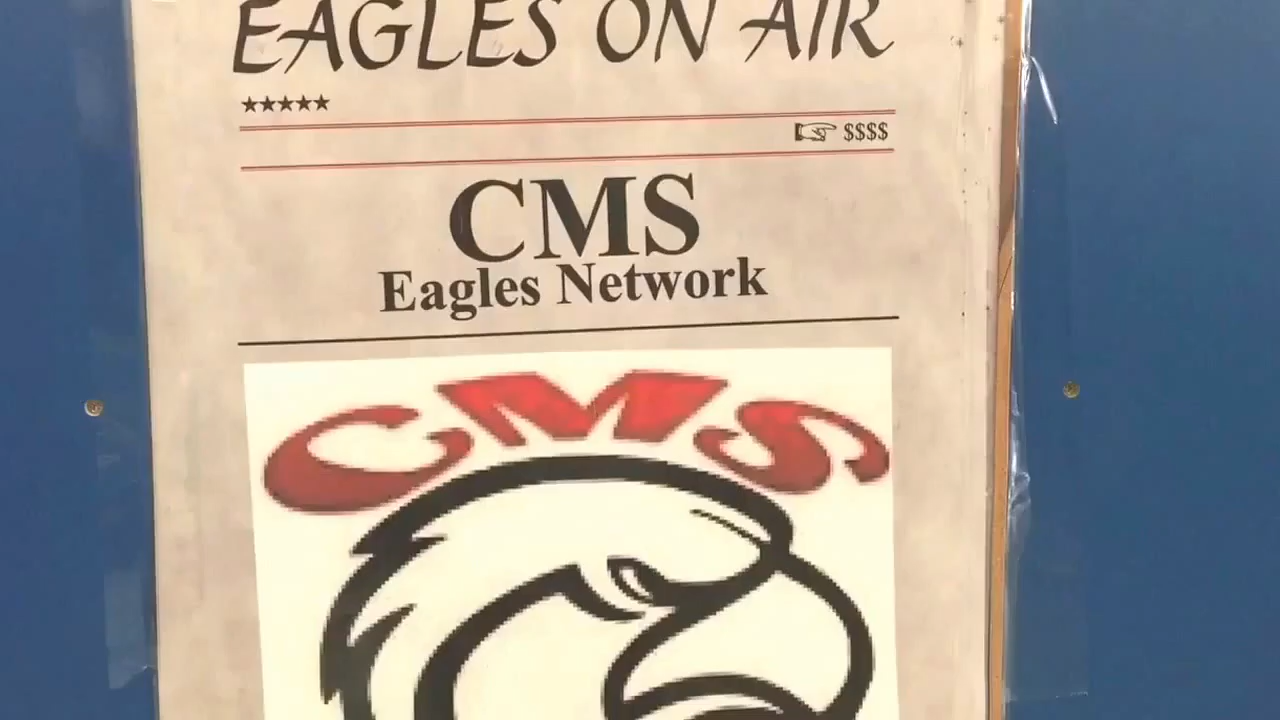 EAGLES ON AIR
★★★★★
☞ $$$$
CMS
Eagles Network
CMS